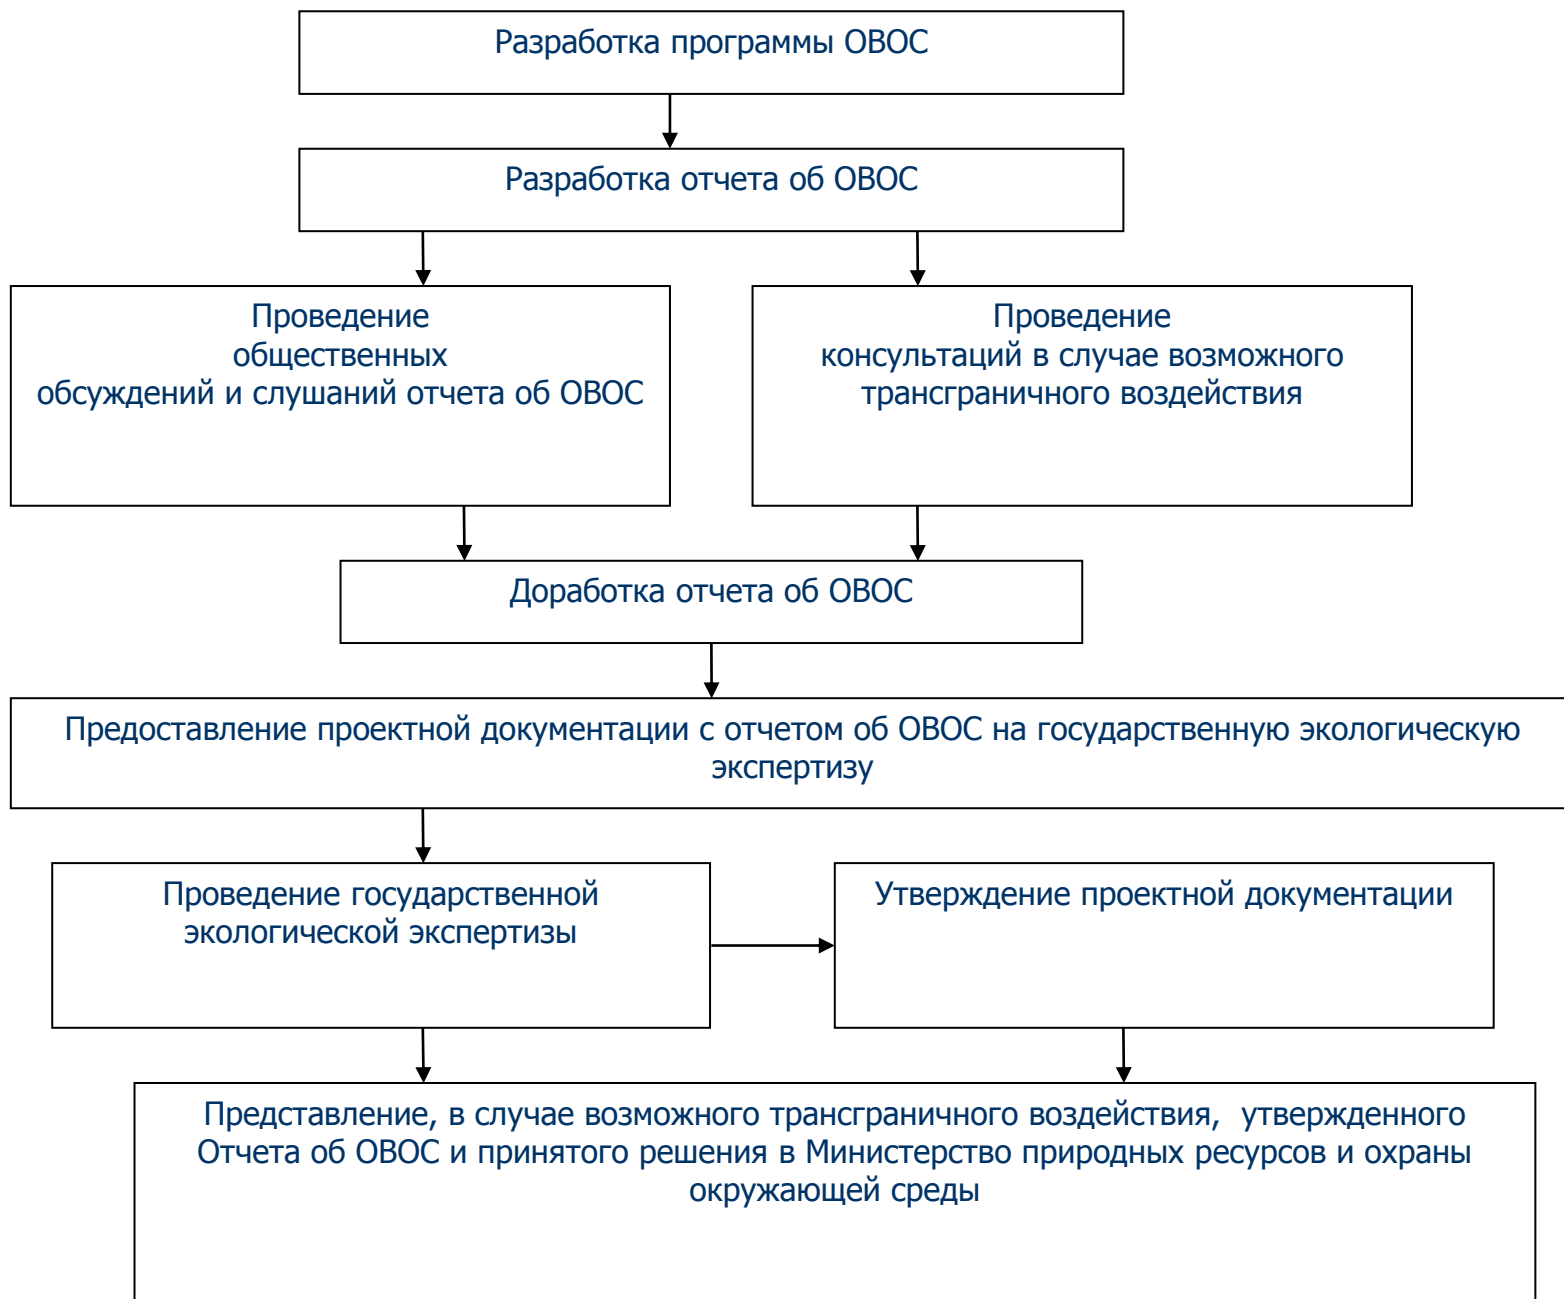 Разработка программы ОВОС
Разработка отчета об ОВОС
Проведение
общественных
обсуждений и слушаний отчета об ОВОС
Проведение
консультаций в случае возможного
трансграничного воздействия
Доработка отчета об ОВОС
Предоставление проектной документации с отчетом об ОВОС на государственную экологическую
экспертизу
Проведение государственной
экологической экспертизы
Утверждение проектной документации
Представление, в случае возможного трансграничного воздействия, утвержденного
Отчета об ОВОС и принятого решения в Министерство природных ресурсов и охраны
окружающей среды